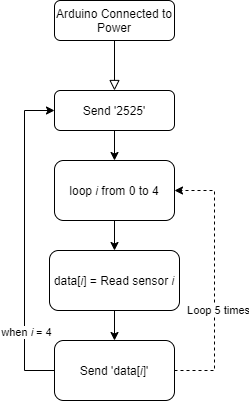 Arduino Connected to
Power
Send '2525'
loop i from 0 to 4
data[i] = Read sensor i
Loop 5 times
when i = 4
Send 'data[i]'